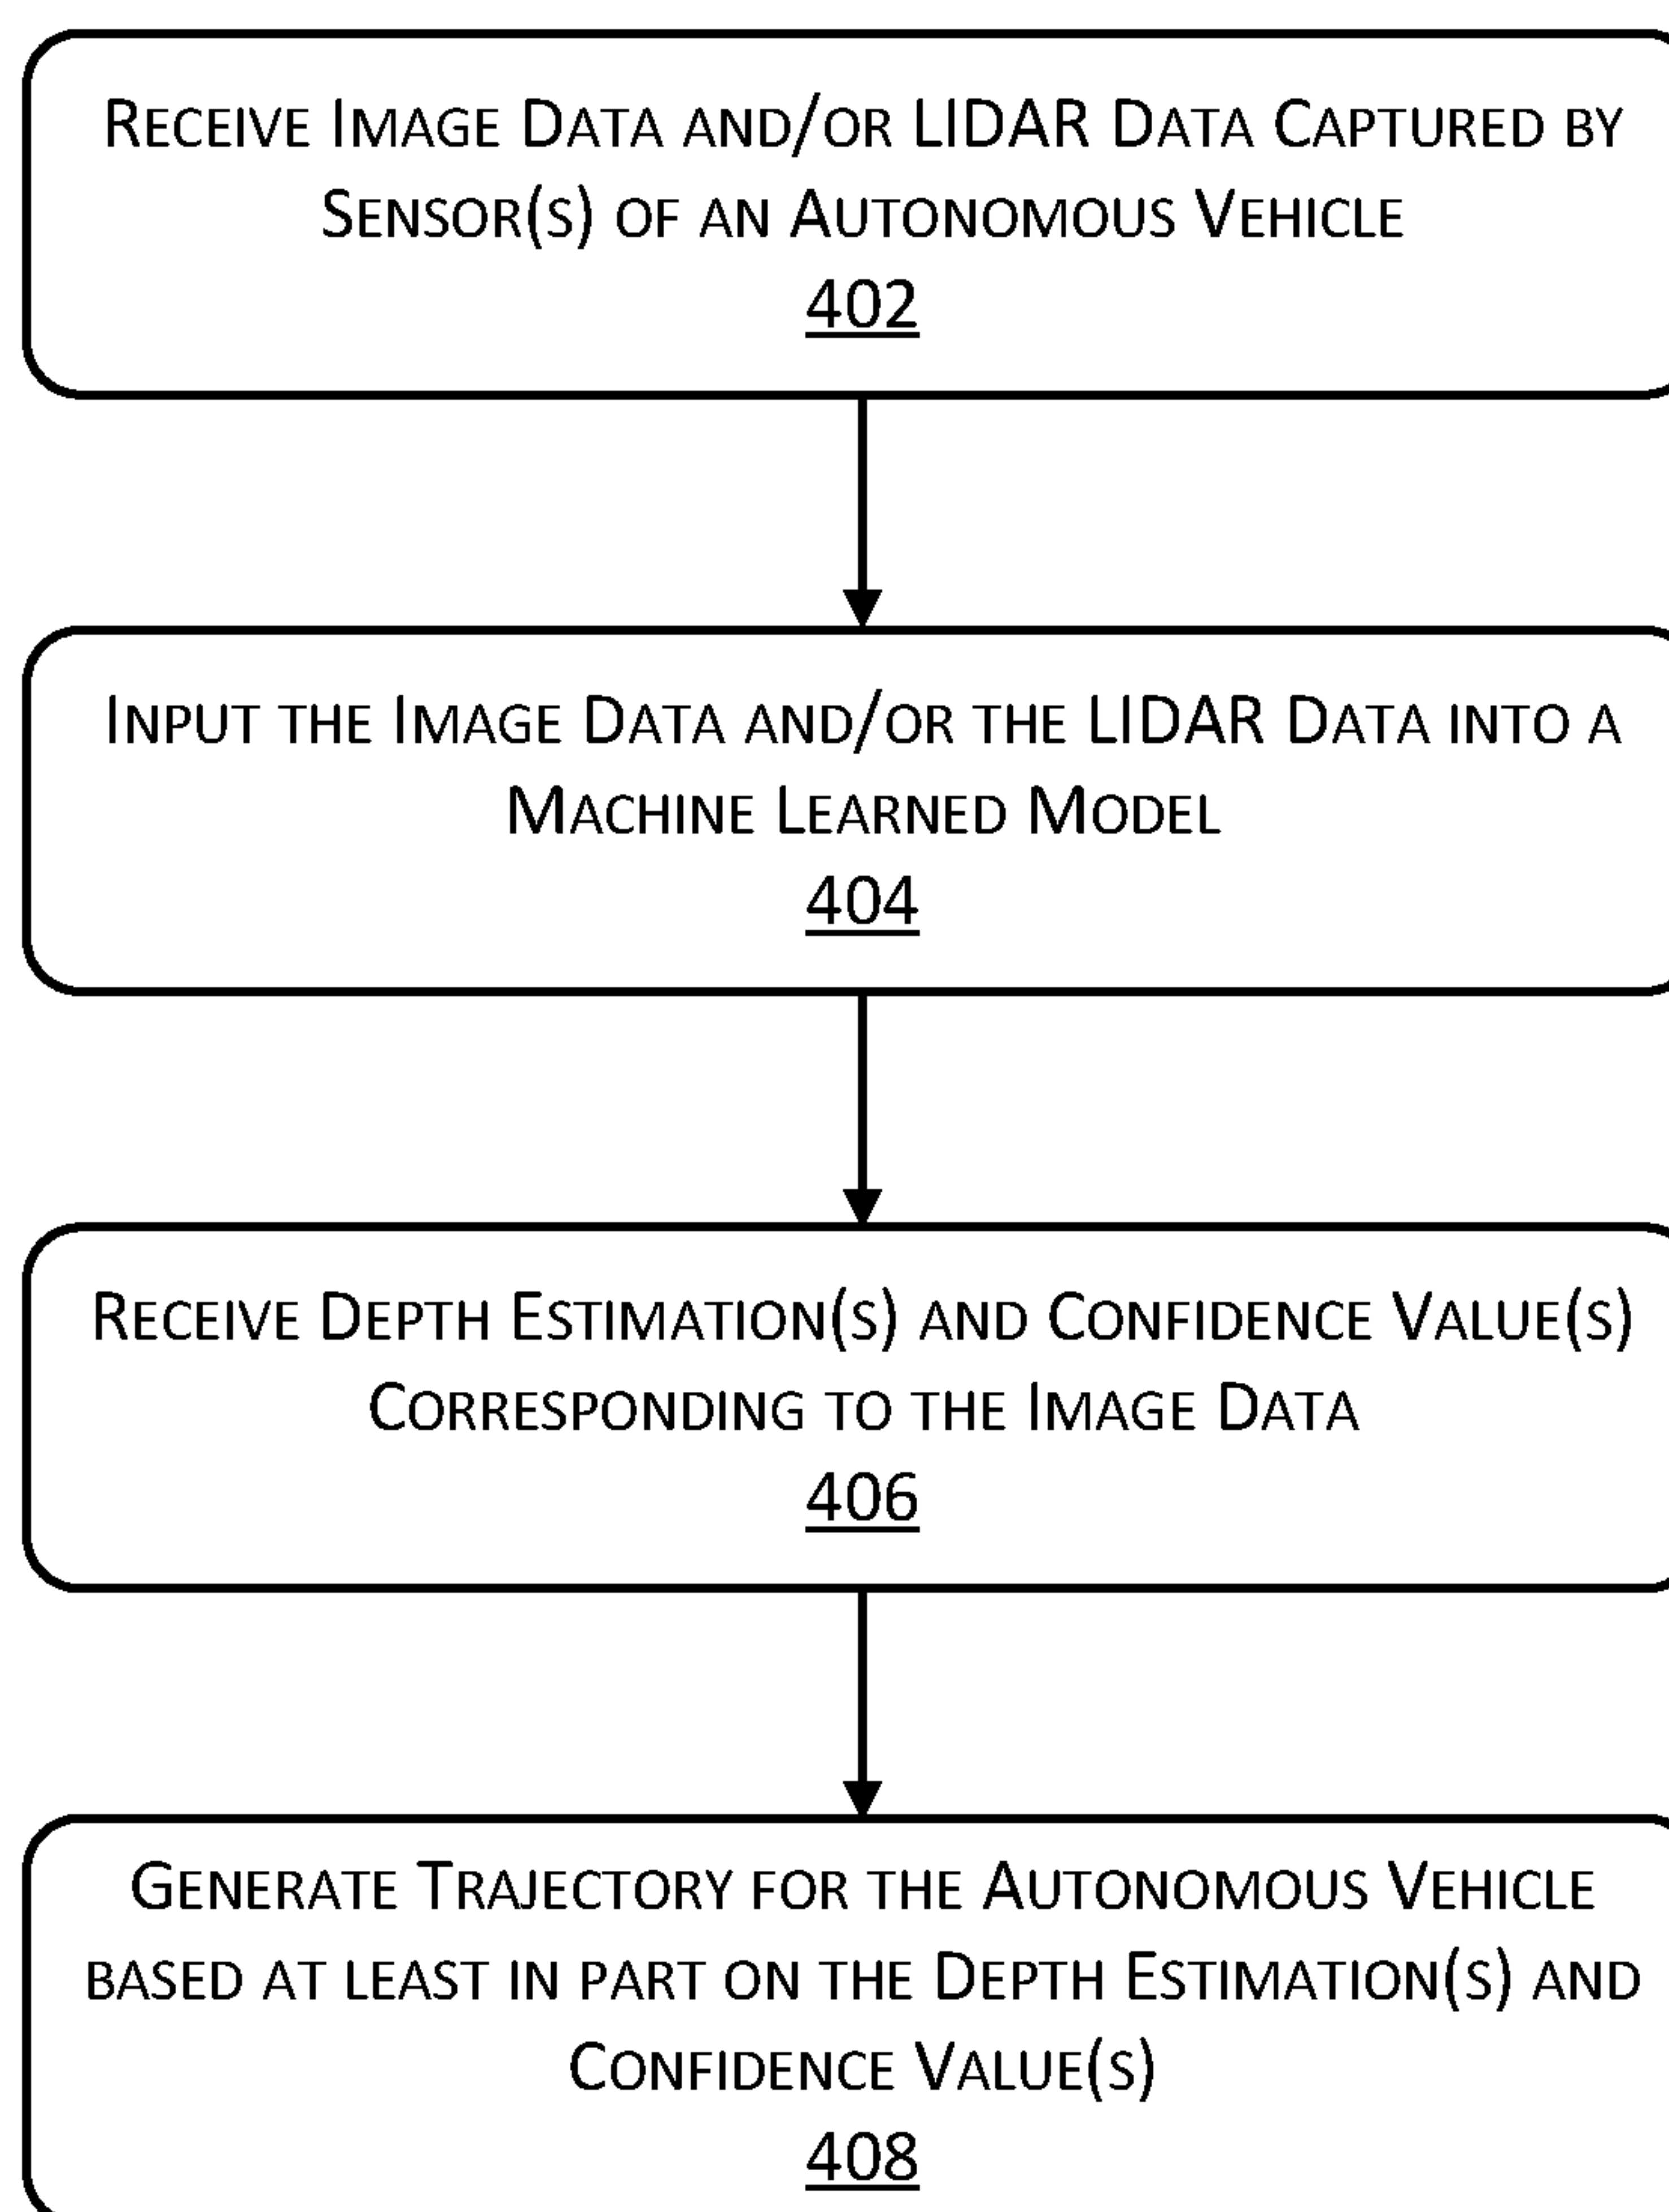 Receive Image Data and/or LIDAR Data Captured by
Sensor(s) of an Autonomous Vehicle
402
Input the Image Data and/or the LIDAR Data into a
Machine Learned Model
404
Receive Depth Estimation(s) and Confidence Value(s)
Corresponding to the Image Data
406
Generate Trajectory for the Autonomous Vehicle
based at least in part on the Depth Estimation(s) and
Confidence Value(s)
408